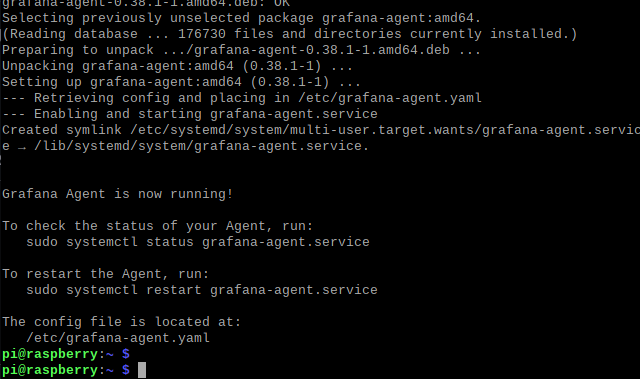 grafana-agent-0.38.1-1.amd64.deb: OK
Selecting previously unselected package grafana-agent:amd64.
(Reading database ... 176730 files and directories currently installed.)
Preparing to unpack .../grafana-agent-0.38.1-1.amd64.deb ...
Unpacking grafana-agent:amd64 (0.38.1-1) ...
Setting up grafana-agent:amd64 (0.38.1-1) ...
--- Retrieving config and placing in /etc/grafana-agent.yaml
--- Enabling and starting grafana-agent.service
Created symlink /etc/systemd/system/multi-user.target.wants/grafana-agent.servic
e → /lib/systemd/system/grafana-agent.service.
Grafana Agent is now running!
To check the status of your Agent, run:
sudo systemctl status grafana-agent.service
To restart the Agent, run:
sudo systemctl restart grafana-agent.service
The config file is located at:
/etc/grafana-agent.yaml
pi@raspberry:~ $
pi@raspberry:~ $